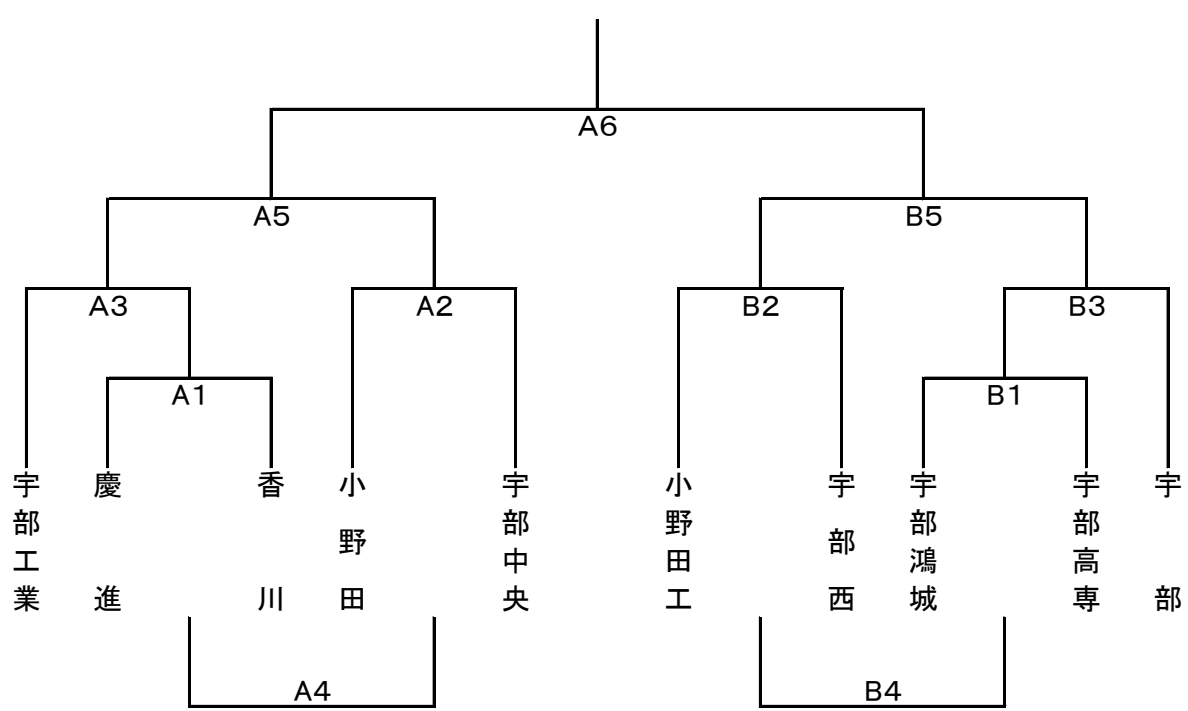 A6
A5
B5
A3
A2
B2
B3
A1
B1
宇部工業
慶進
香川
小野田
宇部中央
小野田工
宇部西
宇部鴻城
宇部高専
宇部
A4
B4